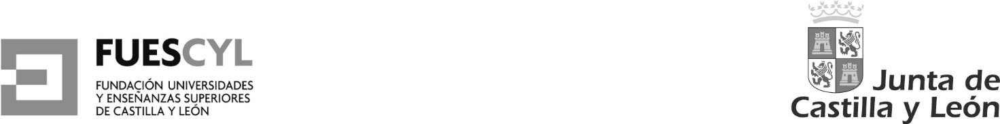 FUESCYL
FUNDACIÓN UNIVERSIDADES
Y ENSEÑANZAS SUPERIORES
DE CASTILLA Y LEÓN
Junta de
Castilla y León